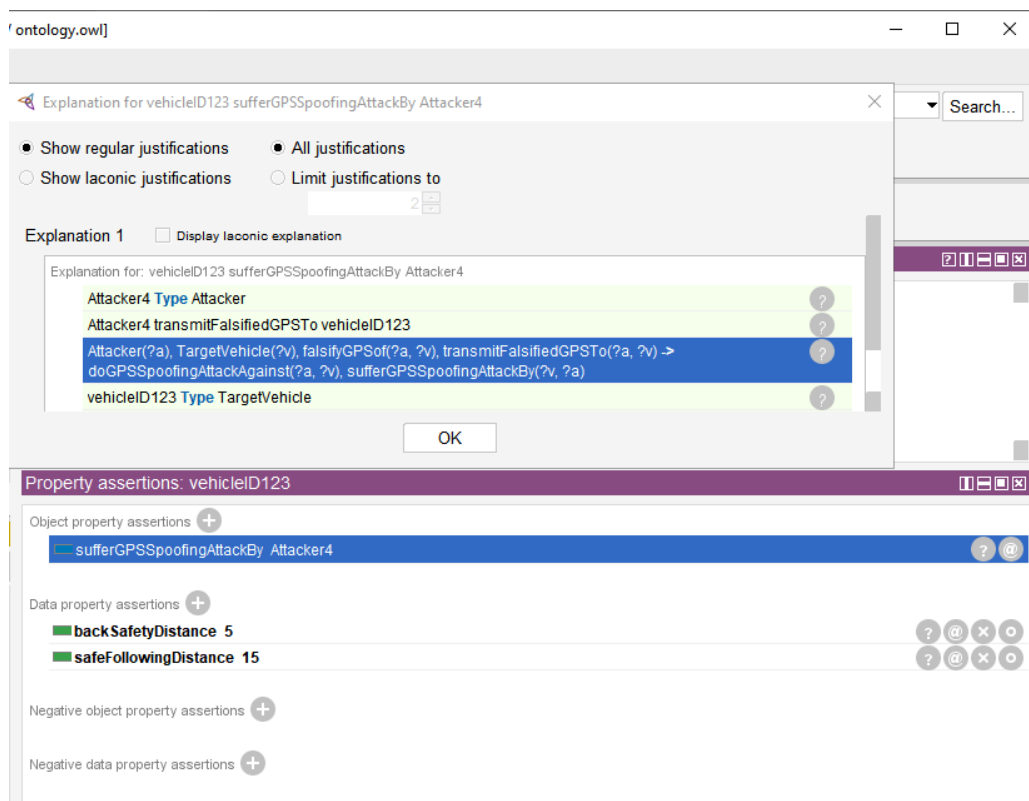 / ontology.owl]
Explanation for vehicleID123 sufferGPSSpoofingAttackBy Attacker4
Search...
Show regular justifications
All justifications
Show laconic justifications
Limit justifications to
2
Explanation 1
Display laconic explanation
Explanation for: vehicleID123 sufferGPSSpoofingAttackBy Attacker4
Attacker4 Type Attacker
Attacker4 transmitFalsifiedGPSTo vehicleID123
Attacker(?a), TargetVehicle(?v), falsifyGPSof(?a, ?v), transmitFalsifiedGPSTo(?a, ?v) ->
doGPSSpoofingAttackAgainst(?a, ?v), sufferGPSSpoofingAttackBy(?v, ?a)
vehicleID123 Type TargetVehicle
OK
Property assertions: vehicleID123
Object property assertions
sufferGPSSpoofingAttackBy Attacker4
Data property assertions
backSafetyDistance 5
safeFollowingDistance 15
Negative object property assertions
Negative data property assertions